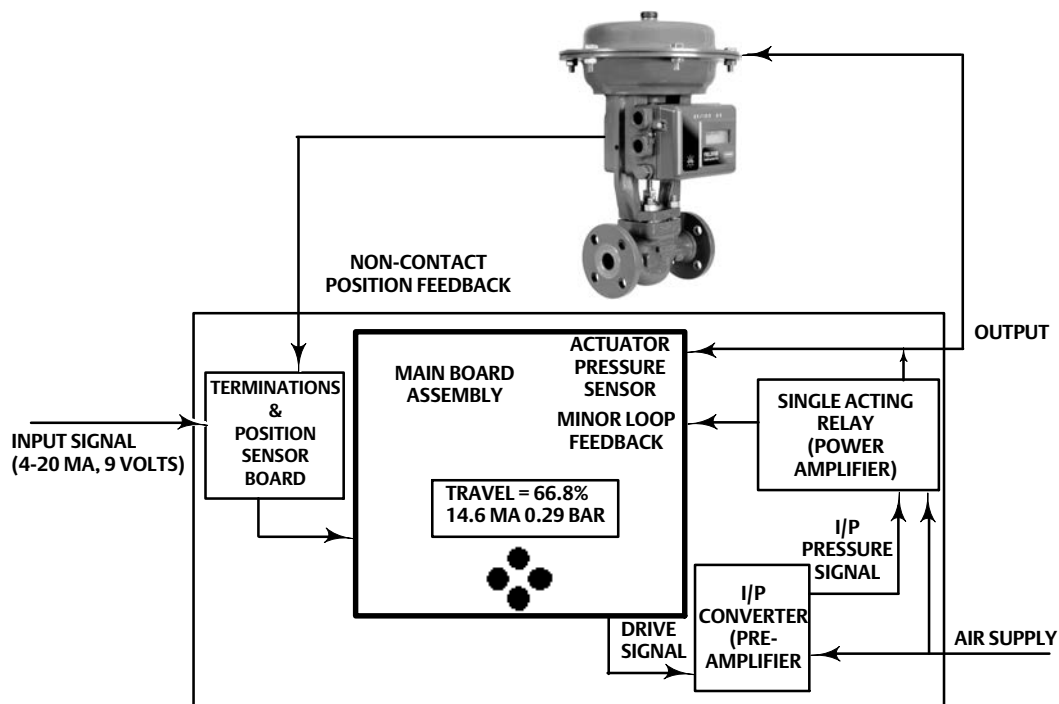 NON-CONTACT
POSITION FEEDBACK
OUTPUT
TERMINATIONS
&
POSITION
SENSOR
BOARD
INPUT SIGNAL
(4-20 MA, 9 VOLTS)
MAIN BOARD
ASSEMBLY
ACTUATOR
PRESSURE
SENSOR
MINOR LOOP
FEEDBACK
TRAVEL = 66.8%
14.6 MA 0.29 BAR
SINGLE ACTING
RELAY
(POWER
AMPLIFIER)
I/P
PRESSURE
SIGNAL
DRIVE
SIGNAL
I/P
CONVERTER
(PRE-
AMPLIFIER
AIR SUPPLY